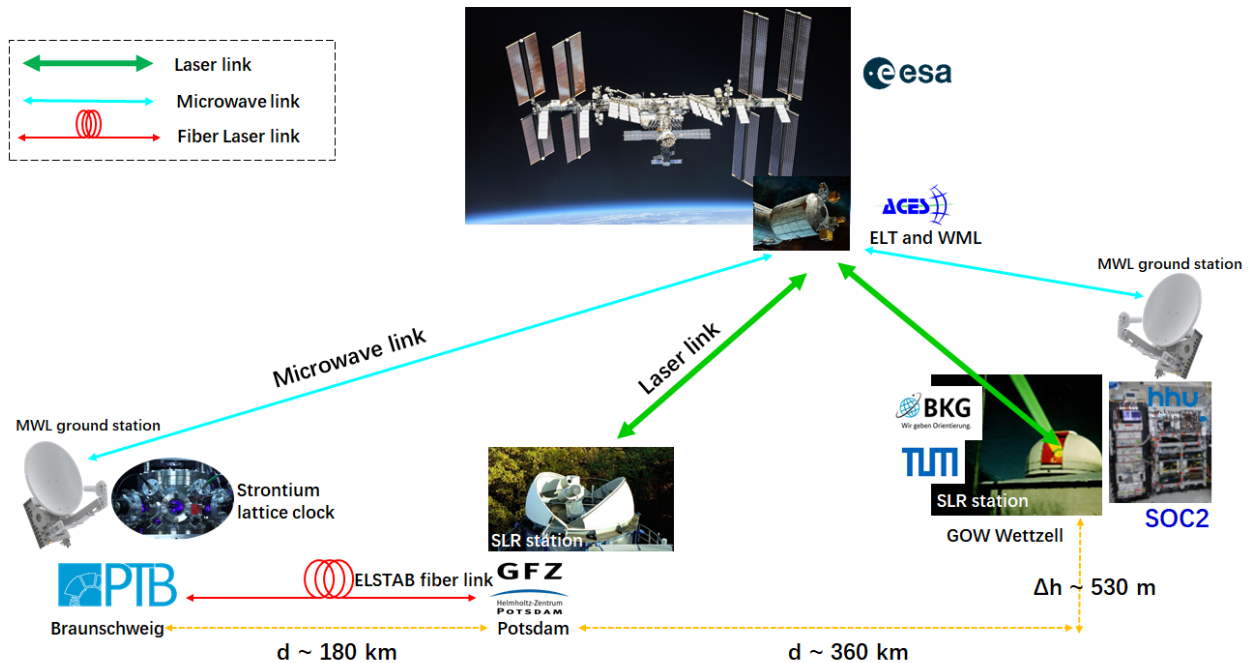 Laser link
Microwave link
Fiber Laser link
esa
ACES
ELT and WML
MWL ground station
Microwave link
Laser link
MWL ground station
Strontium
lattice clock
SLR station
BKG
Wir geben Orientierung.
TUM
SLR station
hhu
SOC2
GOW Wettzell
PTB
Braunschweig
ELSTAB fiber link
GFZ
Helmholtz-Zentrum
POTSDAM
Potsdam
Δh ~ 530 m
d ~ 180 km
d ~ 360 km